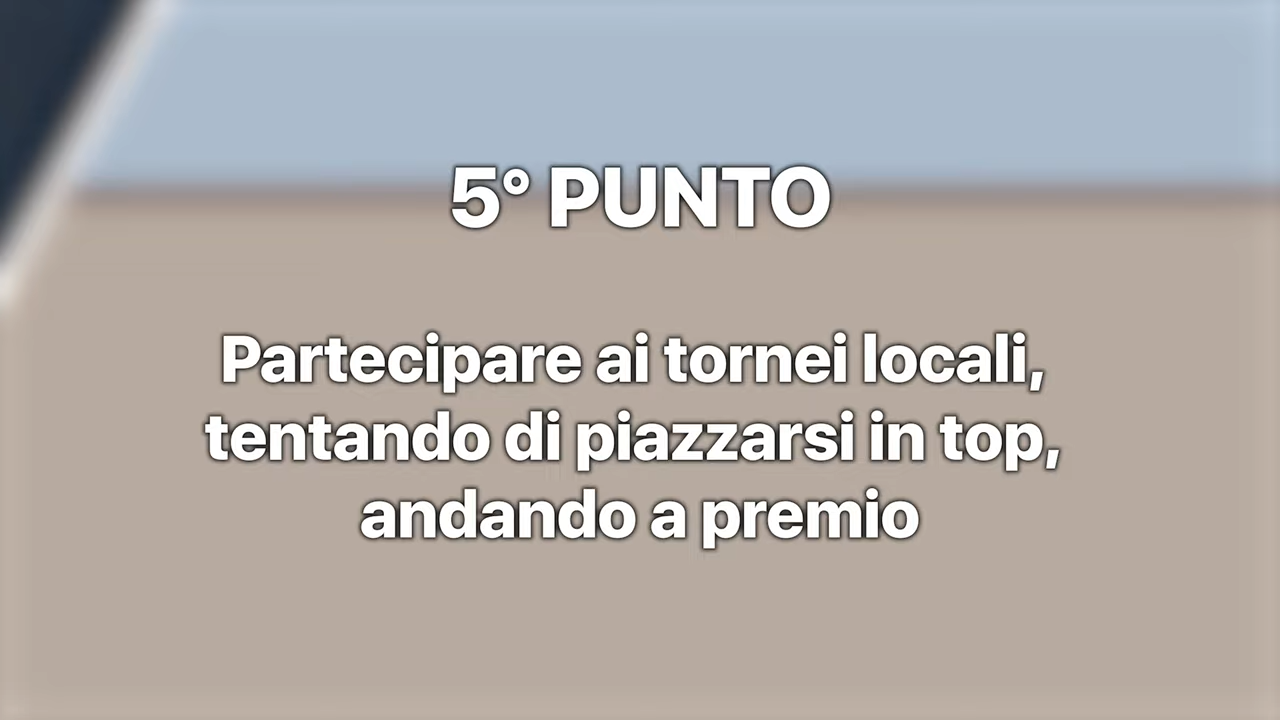 5° PUNTO
Partecipare ai tornei locali,
tentando di piazzarsi in top,
andando a premio